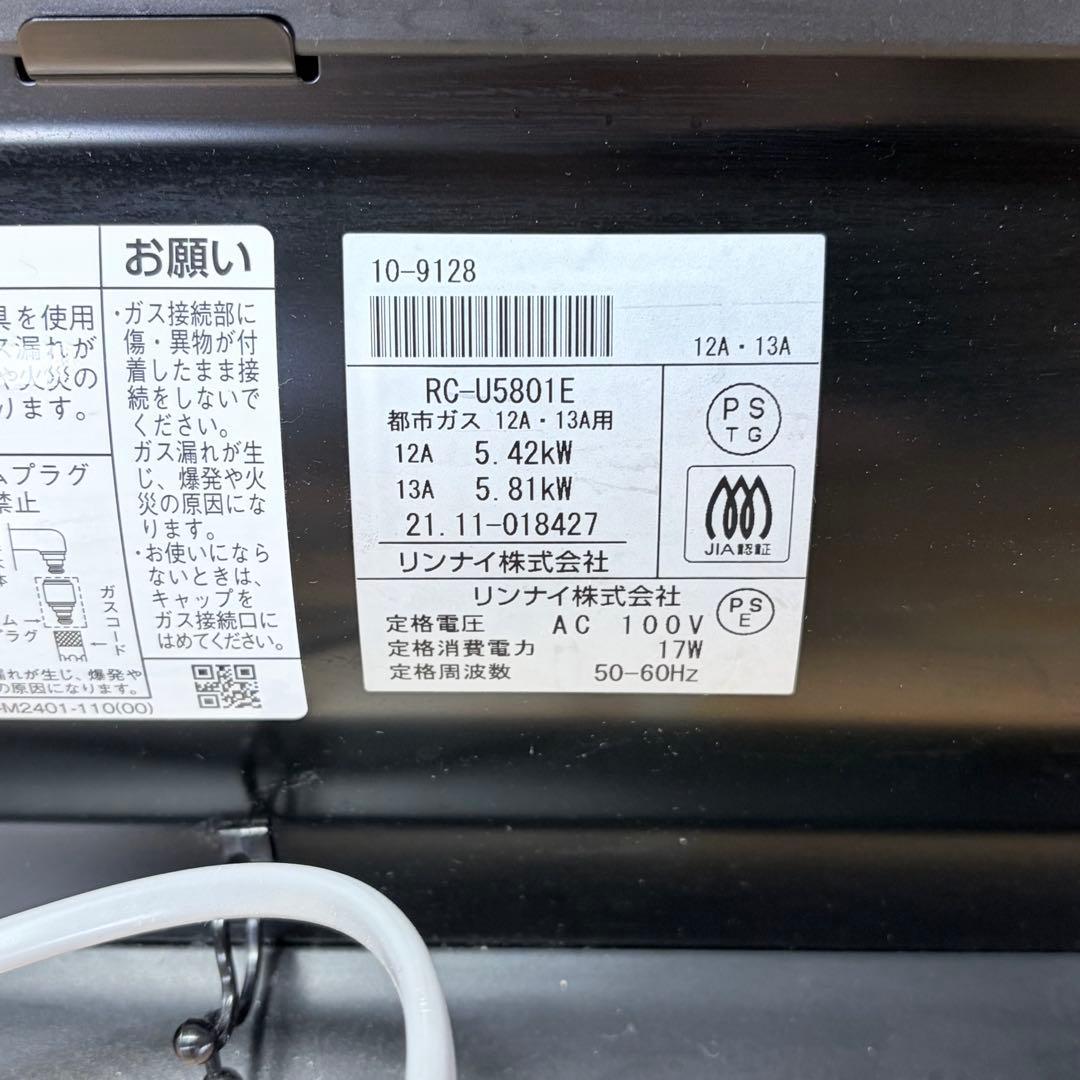 お願い
具を使用
ス漏れが
や火災の
ります。
ムプラグ
禁止
・ガス接続部に
傷・異物が付
着したまま接
続をしないで
ください。
ガス漏れが生
じ、爆発や火
災の原因にな
ります。
・お使いになら
ないときは、
キャップを
ガス接続口に
はめてください。
体
ム
プラグ
ガスコード
漏れが生じ、爆発や
の原因になります。
-M2401-110(00)
10-9128
12A・13A
RC-U5801E
都市ガス 12A・13A用
12A 5.42kW
13A 5.81kW
21.11-018427
リンナイ株式会社
PS
TG
JIA認証
リンナイ株式会社
PS
E
定格電圧 AC 100V
定格消費電力 17W
定格周波数 50-60Hz